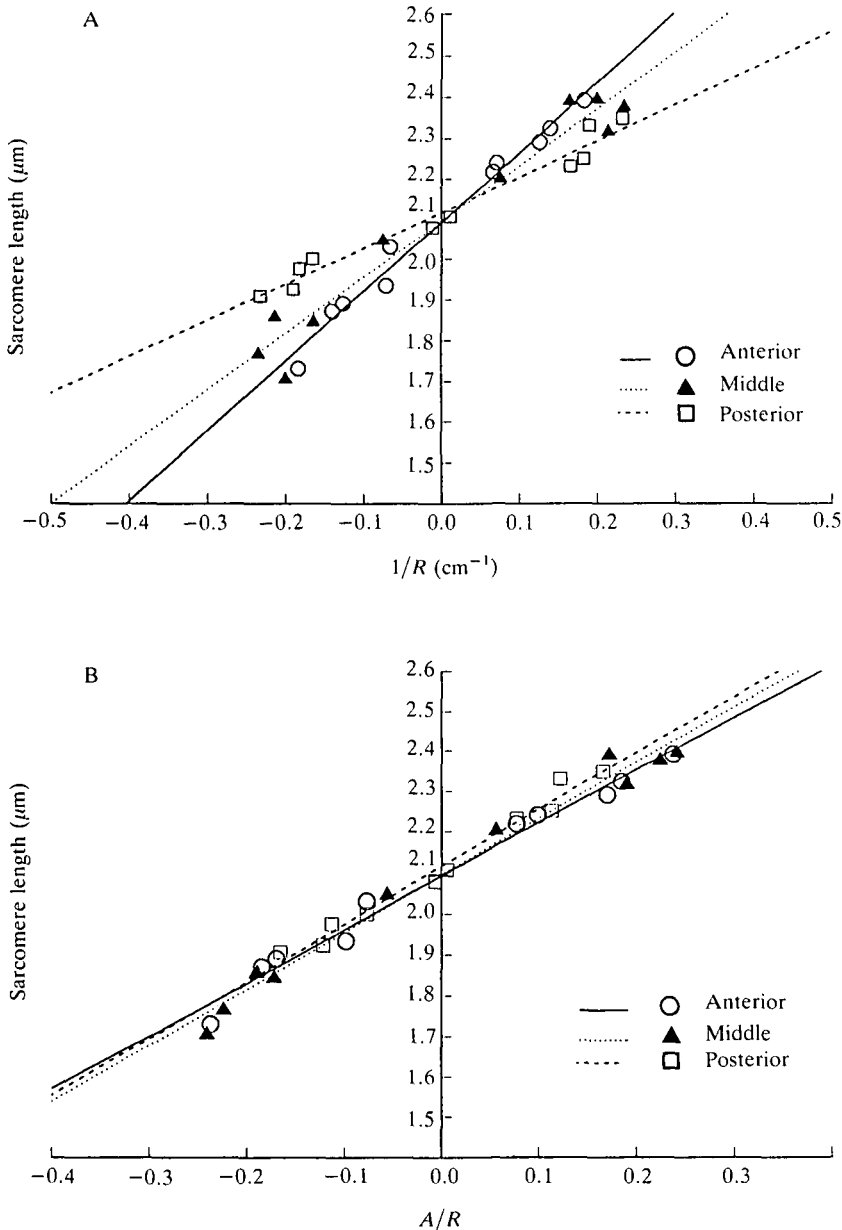 A
Sarcomere length (μm)
2.6
2.5
2.4
2.3
2.2
2.1
2.0
1.9
1.8
1.7
1.6
1.5
Anterior
Middle
Posterior
−0.5 −0.4 −0.3 −0.2 −0.1 0.0 0.1 0.2 0.3 0.4 0.5
1/R (cm⁻¹)
B
Sarcomere length (μm)
2.6
2.5
2.4
2.3
2.2
2.1
2.0
1.9
1.8
1.7
1.6
1.5
Anterior
Middle
Posterior
−0.4 −0.3 −0.2 −0.1 0.0 0.1 0.2 0.3
A/R